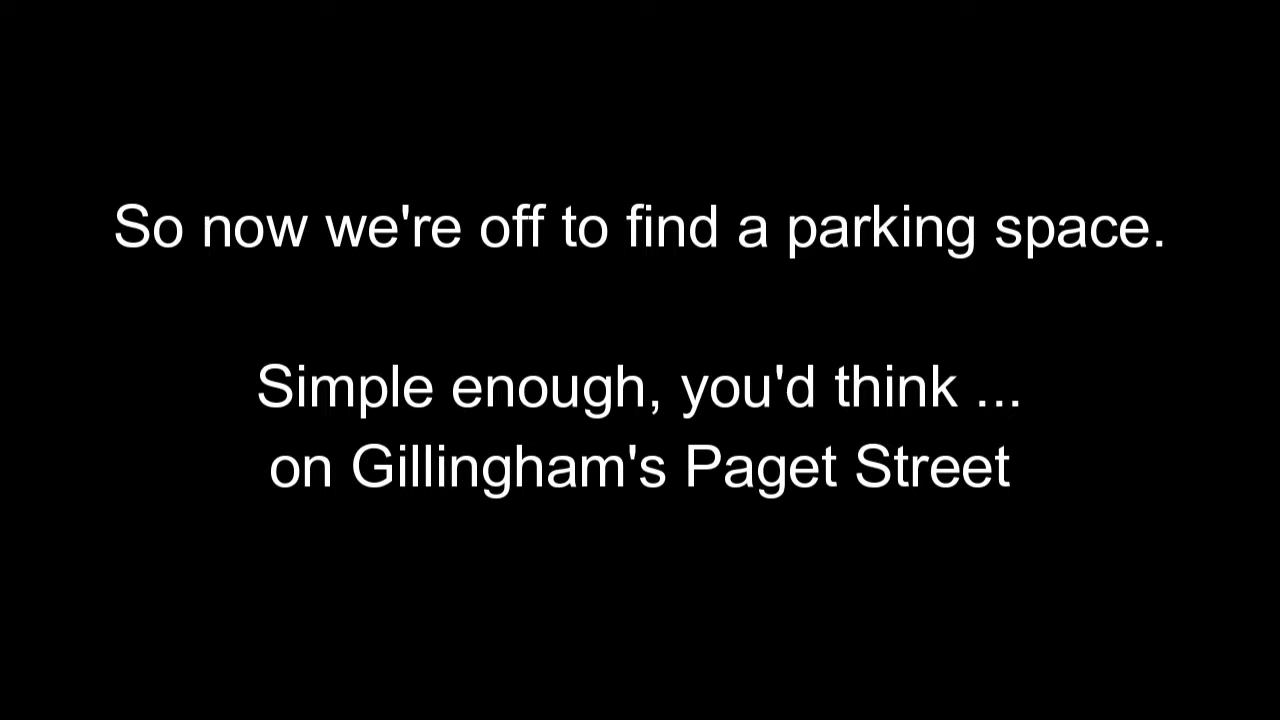 So now we're off to find a parking space.
Simple enough, you'd think ...
on Gillingham's Paget Street